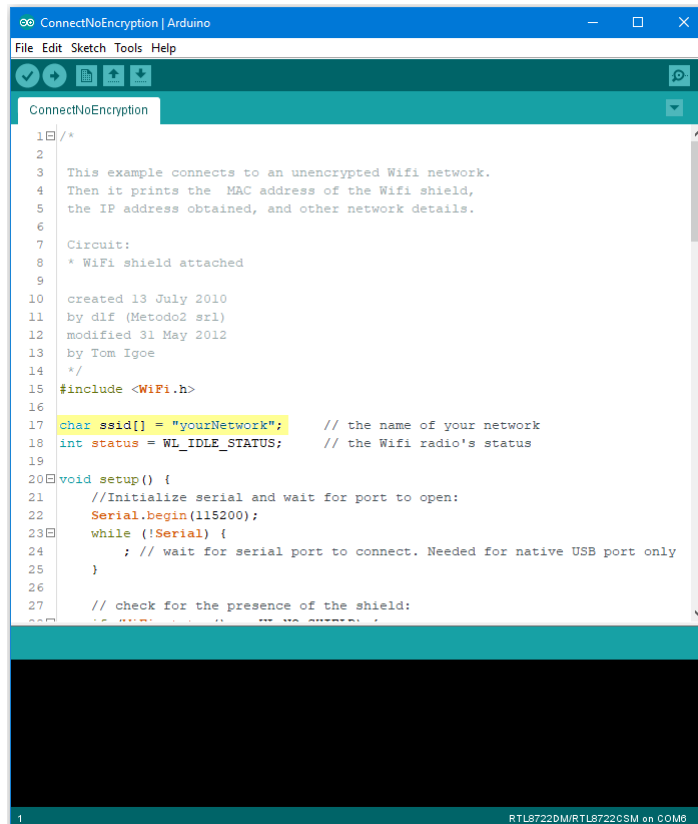 ConnectNoEncryption | Arduino
File Edit Sketch Tools Help
ConnectNoEncryption
1 /*
2
3 This example connects to an unencrypted Wifi network.
4 Then it prints the  MAC address of the Wifi shield,
5 the IP address obtained, and other network details.
6
7 Circuit:
8 * WiFi shield attached
9
10 created 13 July 2010
11 by dlf (Metodo2 srl)
12 modified 31 May 2012
13 by Tom Igoe
14 */
15 #include <WiFi.h>
16
17 char ssid[] = "yourNetwork";     // the name of your network
18 int status = WL_IDLE_STATUS;     // the Wifi radio's status
19
20 void setup() {
21 //Initialize serial and wait for port to open:
22 Serial.begin(115200);
23 while (!Serial) {
24 ; // wait for serial port to connect. Needed for native USB port only
25 }
26
27 // check for the presence of the shield:
1 RTL8722DM/RTL8722CSM on COM6